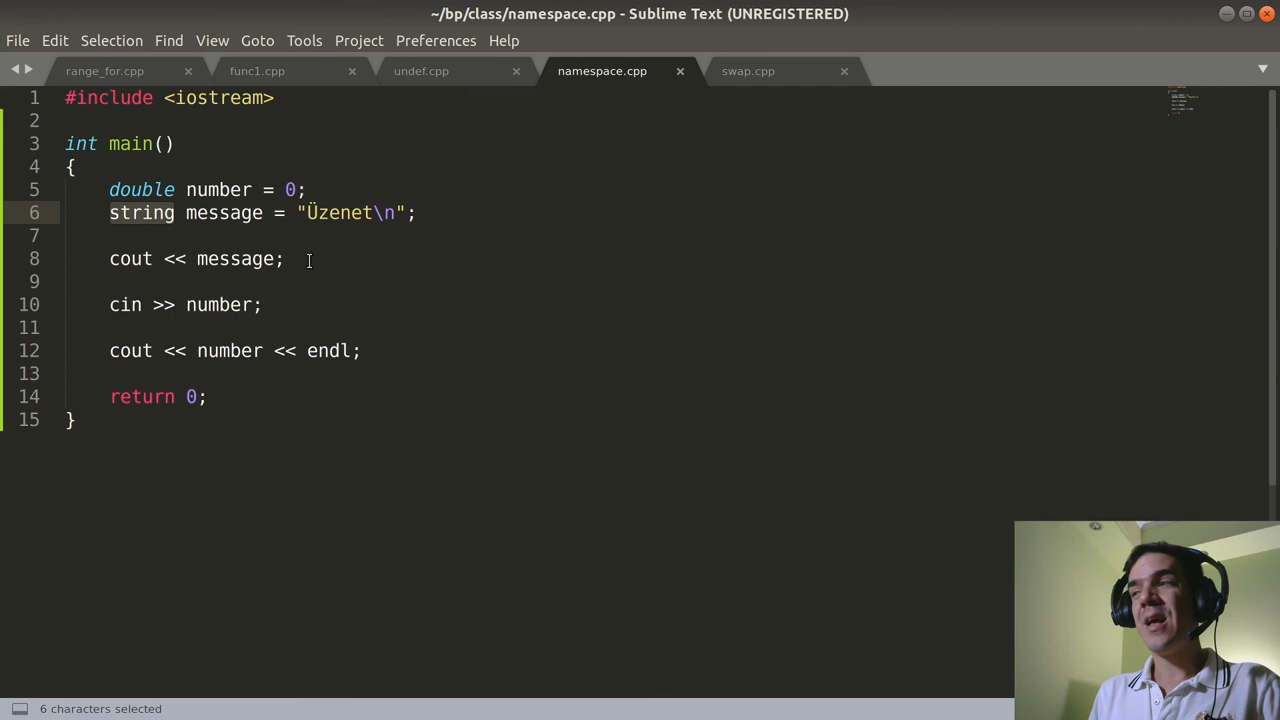 ~/bp/class/namespace.cpp - Sublime Text (UNREGISTERED)
File Edit Selection Find View Goto Tools Project Preferences Help
range_for.cpp func1.cpp undef.cpp namespace.cpp swap.cpp
1 #include <iostream>
2
3 int main()
4 {
5 double number = 0;
6 string message = "Üzenet\n";
7
8 cout << message;
9
10 cin >> number;
11
12 cout << number << endl;
13
14 return 0;
15 }
6 characters selected